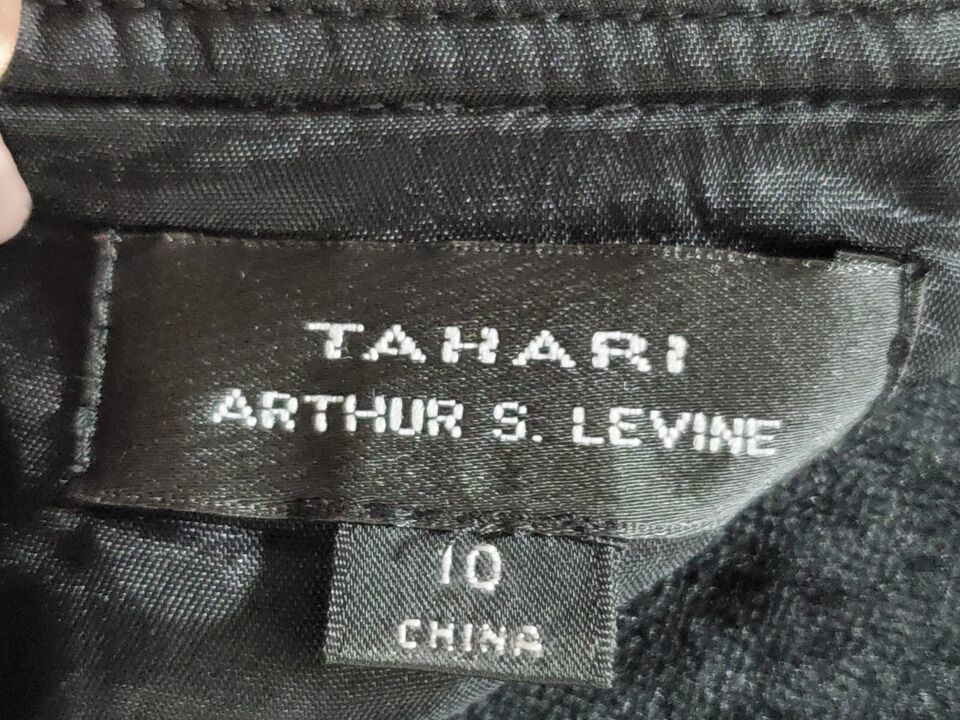 TAHARI
ARTHUR S. LEVINE
10
CHINA